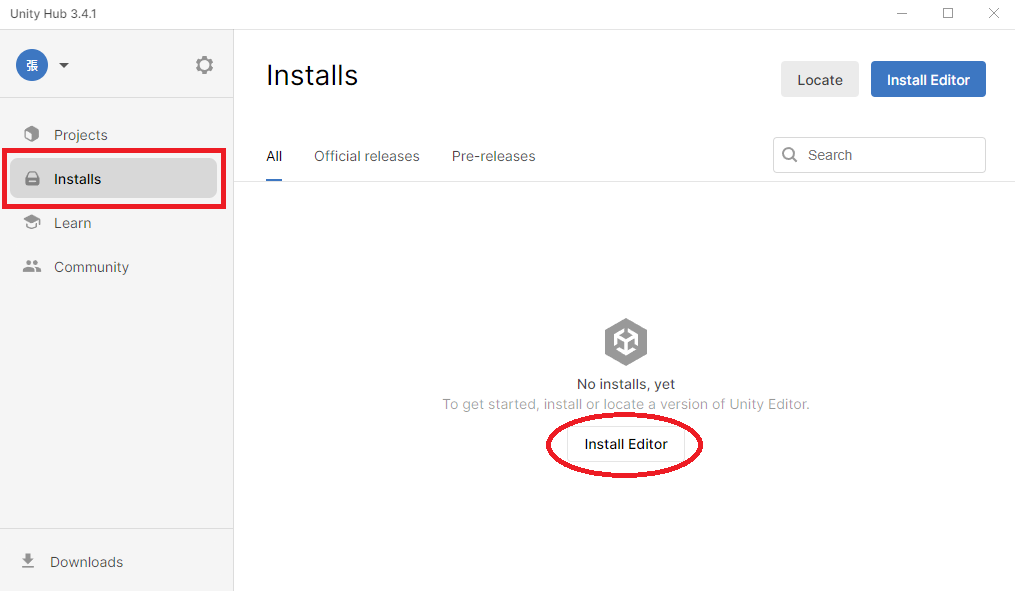 Unity Hub 3.4.1
張
Projects
Installs
Learn
Community
Downloads
Installs
Locate
Install Editor
All
Official releases
Pre-releases
Search
No installs, yet
To get started, install or locate a version of Unity Editor.
Install Editor